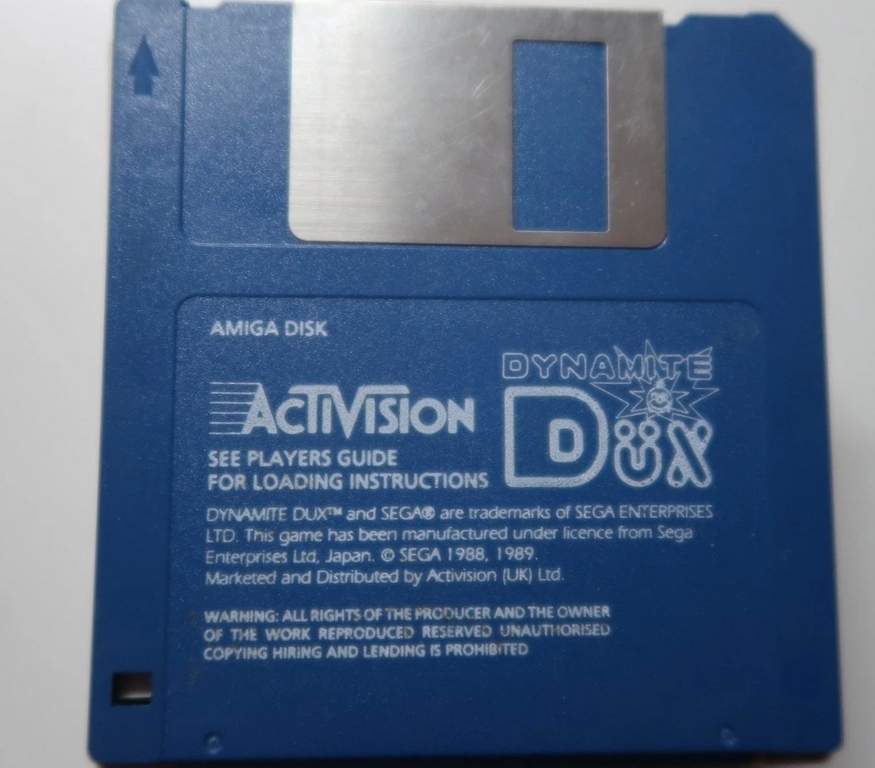 AMIGA DISK
ACTIVISION
DYNAMITE
DÜX
SEE PLAYERS GUIDE
FOR LOADING INSTRUCTIONS
DYNAMITE DUX™ and SEGA® are trademarks of SEGA ENTERPRISES
LTD. This game has been manufactured under licence from Sega
Enterprises Ltd, Japan. © SEGA 1988, 1989.
Marketed and Distributed by Activision (UK) Ltd.
WARNING: ALL RIGHTS OF THE PRODUCER AND THE OWNER
OF THE WORK REPRODUCED RESERVED UNAUTHORISED
COPYING HIRING AND LENDING IS PROHIBITED